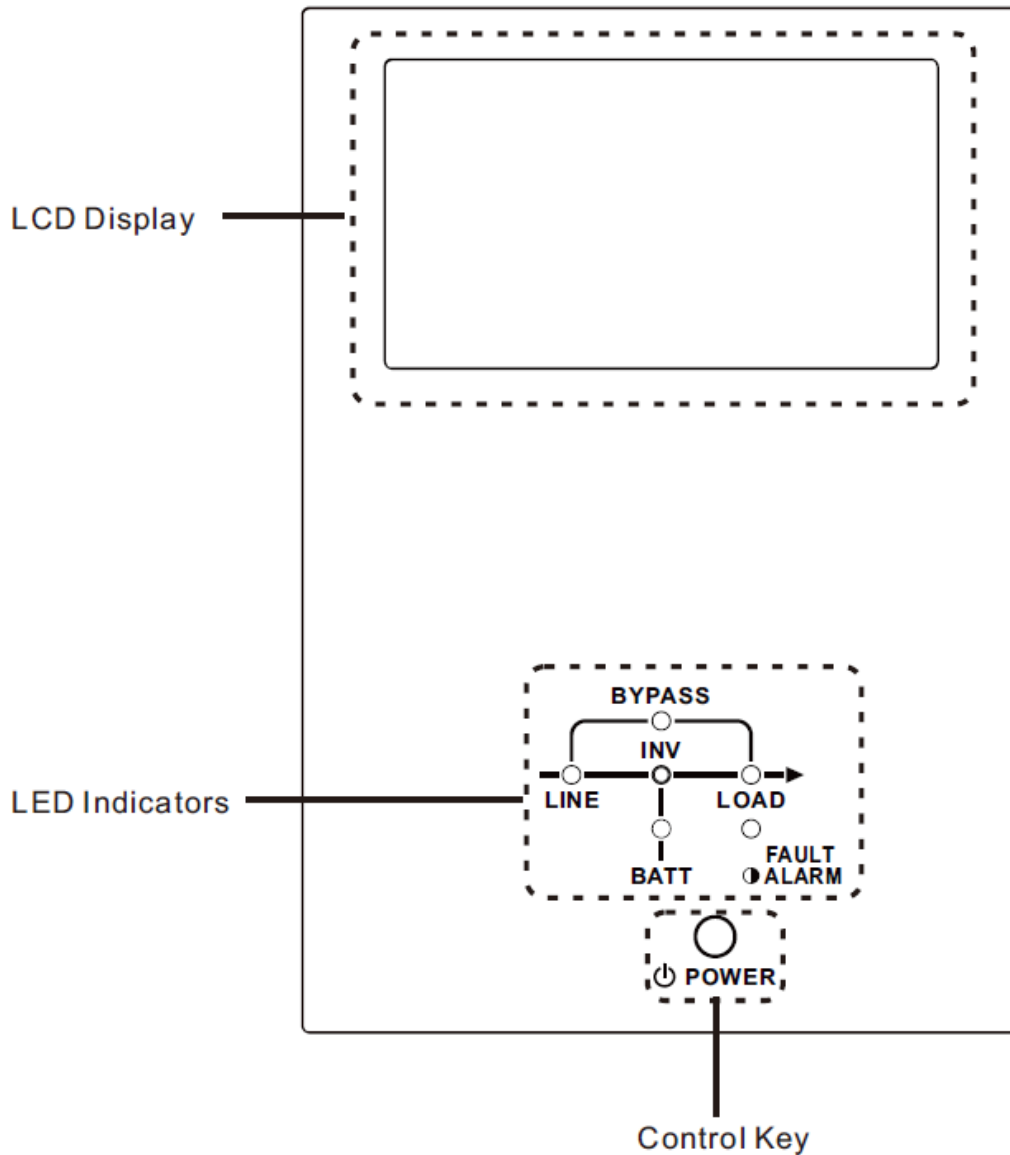 LCD Display
BYPASS
INV
LINE
LOAD
LED Indicators
BATT
FAULT
ALARM
POWER
Control Key